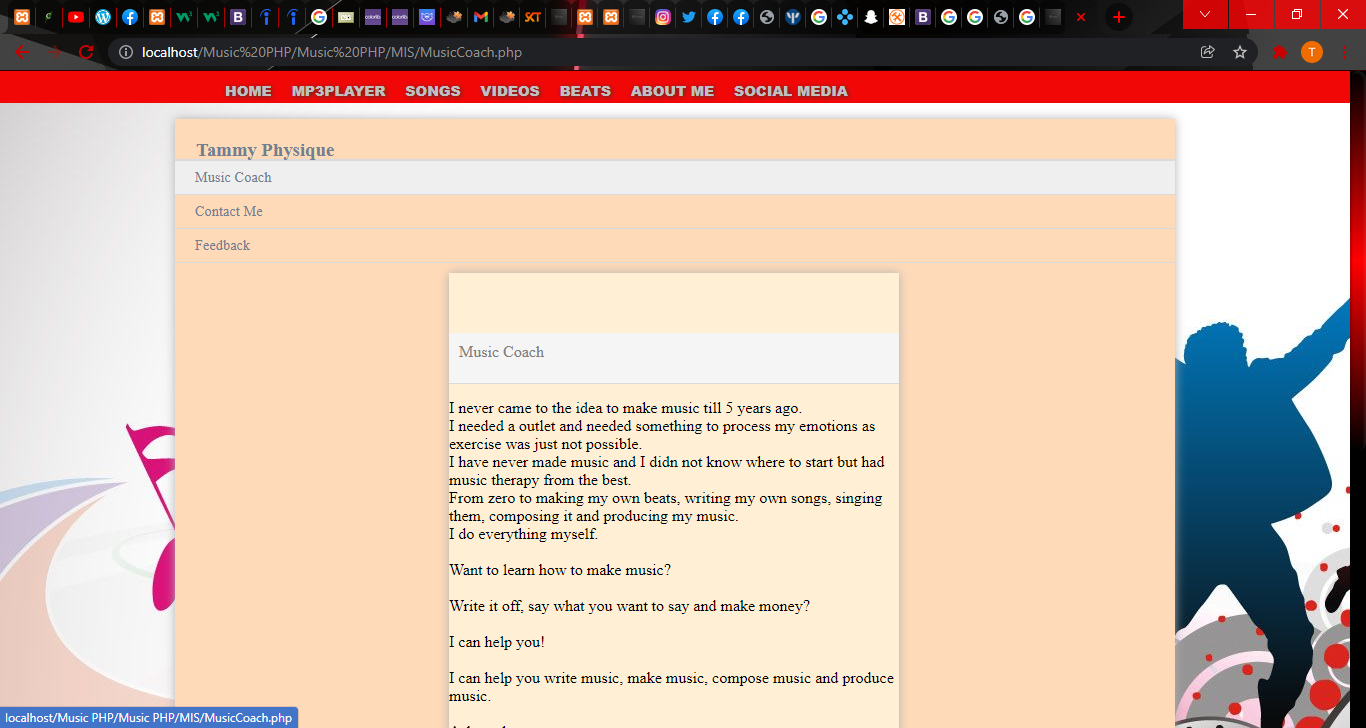 localhost/Music%20PHP/Music%20PHP/MIS/MusicCoach.php
T
HOME MP3PLAYER SONGS VIDEOS BEATS ABOUT ME SOCIAL MEDIA
Tammy Physique
Music Coach
Contact Me
Feedback
Music Coach
I never came to the idea to make music till 5 years ago.
I needed a outlet and needed something to process my emotions as
exercise was just not possible.
I have never made music and I didn not know where to start but had
music therapy from the best.
From zero to making my own beats, writing my own songs, singing
them, composing it and producing my music.
I do everything myself.
Want to learn how to make music?
Write it off, say what you want to say and make money?
I can help you!
I can help you write music, make music, compose music and produce
music.
localhost/Music PHP/Music PHP/MIS/MusicCoach.php